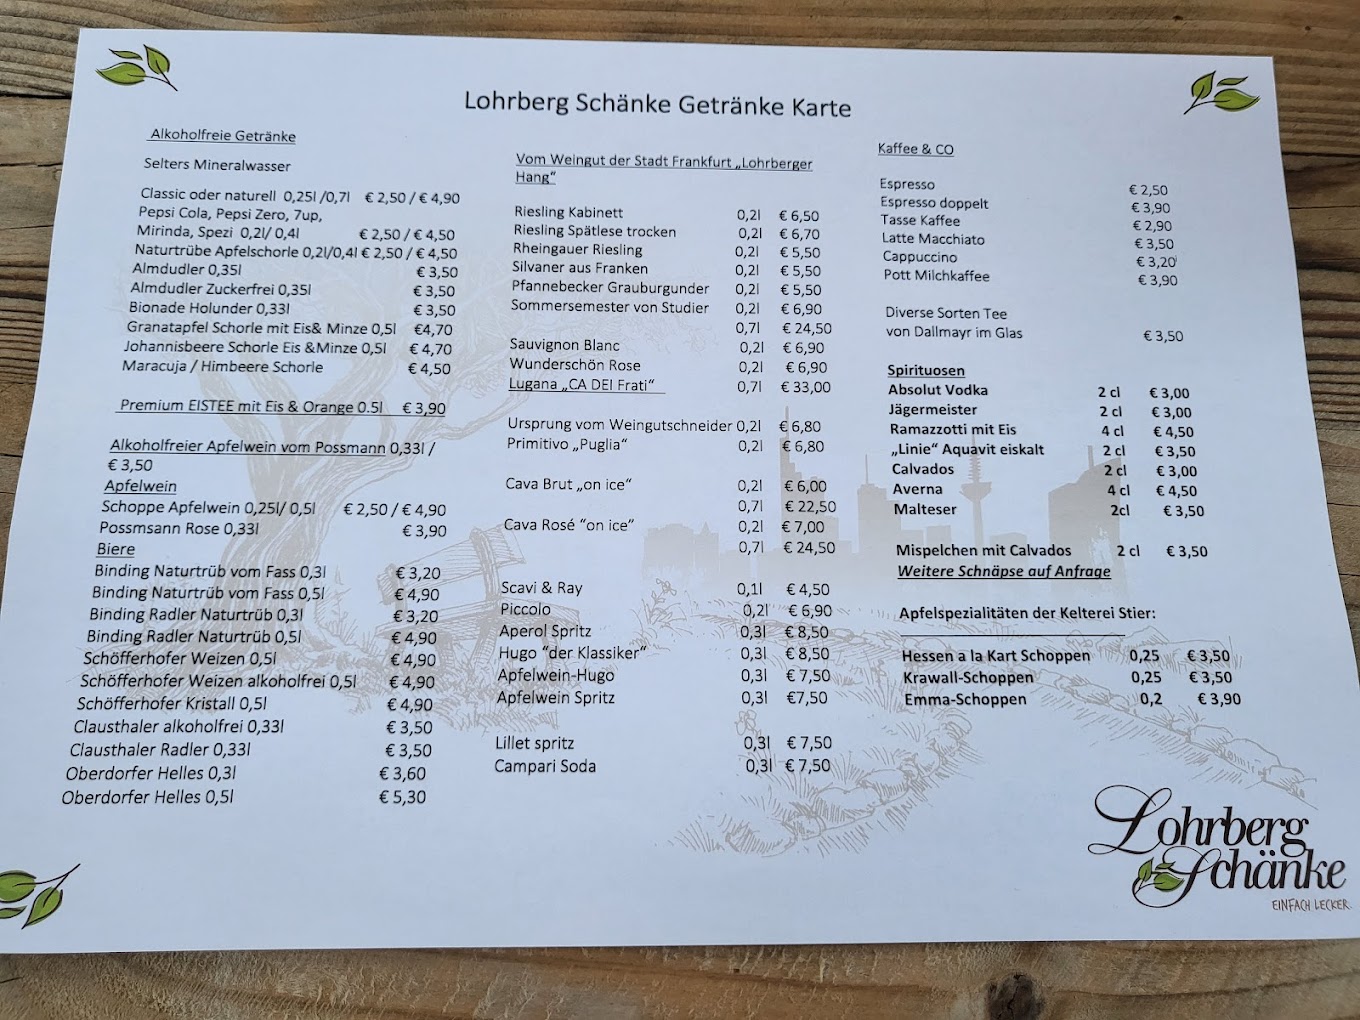 Lohrberg Schänke Getränke Karte
Alkoholfreie Getränke
Selters Mineralwasser
Classic oder naturell 0,25l /0,7l € 2,50 / € 4,90
Pepsi Cola, Pepsi Zero, 7up,
Mirinda, Spezi 0,2l/ 0,4l € 2,50 / € 4,50
Naturtrübe Apfelschorle 0,2l/0,4l € 2,50 / € 4,50
Almdudler 0,35l € 3,50
Almdudler Zuckerfrei 0,35l € 3,50
Bionade Holunder 0,33l € 3,50
Granatapfel Schorle mit Eis& Minze 0,5l €4,70
Johannisbeere Schorle Eis &Minze 0,5l € 4,70
Maracuja / Himbeere Schorle € 4,50
Premium EISTEE mit Eis & Orange 0.5l € 3,90
Alkoholfreier Apfelwein vom Possmann 0,33l /
€ 3,50
Apfelwein
Schoppe Apfelwein 0,25l/ 0,5l € 2,50 / € 4,90
Possmsann Rose 0,33l € 3,90
Biere
Binding Naturtrüb vom Fass 0,3l € 3,20
Binding Naturtrüb vom Fass 0,5l € 4,90
Binding Radler Naturtrüb 0,3l € 3,20
Binding Radler Naturtrüb 0,5l € 4,90
Schöfferhofer Weizen 0,5l € 4,90
Schöfferhofer Weizen alkoholfrei 0,5l € 4,90
Schöfferhofer Kristall 0,5l € 4,90
Clausthaler alkoholfrei 0,33l € 3,50
Clausthaler Radler 0,33l € 3,50
Oberdorfer Helles 0,3l € 3,60
Oberdorfer Helles 0,5l € 5,30
Vom Weingut der Stadt Frankfurt „Lohrberger
Hang“
Riesling Kabinett 0,2l € 6,50
Riesling Spätlese trocken 0,2l € 6,70
Rheingauer Riesling 0,2l € 5,50
Silvaner aus Franken 0,2l € 5,50
Pfannebecker Grauburgunder 0,2l € 5,50
Sommersemester von Studier 0,2l € 6,90
0,7l € 24,50
Sauvignon Blanc 0,2l € 6,90
Wunderschön Rose 0,2l € 6,90
Lugana „CA DEI Frati“ 0,7l € 33,00
Ursprung vom Weingutschneider 0,2l € 6,80
Primitivo „Puglia“ 0,2l € 6,80
Cava Brut „on ice“ 0,2l € 6,00
0,7l € 22,50
Cava Rosé “on ice” 0,2l € 7,00
0,7l € 24,50
Scavi & Ray 0,1l € 4,50
Piccolo 0,2l € 6,90
Aperol Spritz 0,3l € 8,50
Hugo “der Klassiker“ 0,3l € 8,50
Apfelwein-Hugo 0,3l € 7,50
Apfelwein Spritz 0,3l €7,50
Lillet spritz 0,3l € 7,50
Campari Soda 0,3l € 7,50
Kaffee & CO
Espresso € 2,50
Espresso doppelt € 3,90
Tasse Kaffee € 2,90
Latte Macchiato € 3,50
Cappuccino € 3,20
Pott Milchkaffee € 3,90
Diverse Sorten Tee
von Dallmayr im Glas € 3,50
Spirituosen
Absolut Vodka 2 cl € 3,00
Jägermeister 2 cl € 3,00
Ramazzotti mit Eis 4 cl € 4,50
„Linie“ Aquavit eiskalt 2 cl € 3,50
Calvados 2 cl € 3,00
Averna 4 cl € 4,50
Malteser 2cl € 3,50
Mispelchen mit Calvados 2 cl € 3,50
Weitere Schnäpse auf Anfrage
Apfelspezialitäten der Kelterei Stier:
Hessen a la Kart Schoppen 0,25 € 3,50
Krawall-Schoppen 0,25 € 3,50
Emma-Schoppen 0,2 € 3,90
Lohrberg
Schänke
EINFACH LECKER.